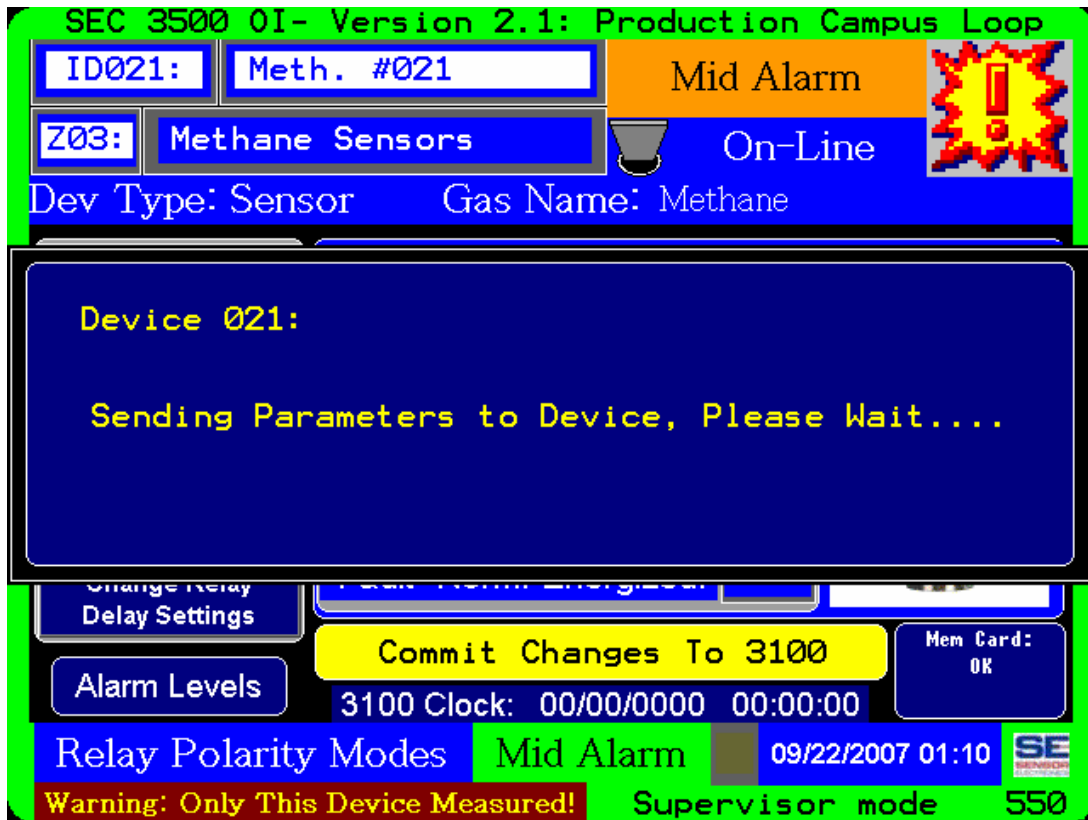 SEC 3500 OI- Version 2.1: Production Campus Loop
ID021: Meth. #021 Mid Alarm
Z03: Methane Sensors On-Line
Dev Type: Sensor Gas Name: Methane
Device 021:
Sending Parameters to Device, Please Wait....
Change Relay
Delay Settings
Commit Changes To 3100
Mem Card:
OK
Alarm Levels
3100 Clock: 00/00/0000 00:00:00
Relay Polarity Modes Mid Alarm 09/22/2007 01:10 SE
Warning: Only This Device Measured! Supervisor mode 550